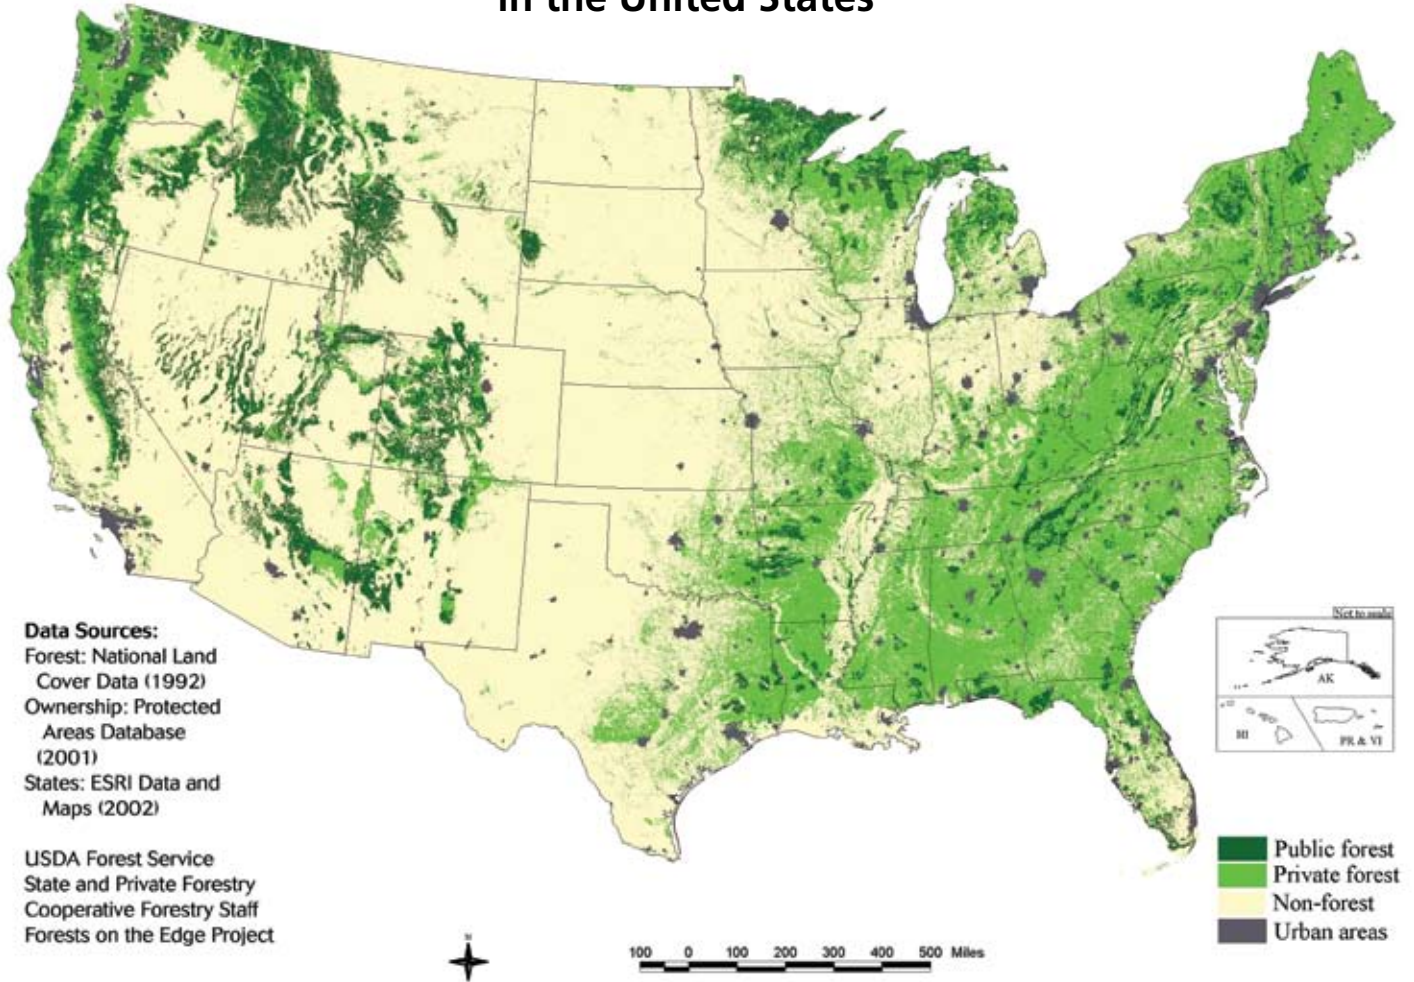 in the United States
Data Sources:
Forest: National Land
Cover Data (1992)
Ownership: Protected
Areas Database
(2001)
States: ESRI Data and
Maps (2002)
USDA Forest Service
State and Private Forestry
Cooperative Forestry Staff
Forests on the Edge Project
N
100 0 100 200 300 400 500 Miles
Not to scale
AK
HI
PR & VI
Public forest
Private forest
Non-forest
Urban areas